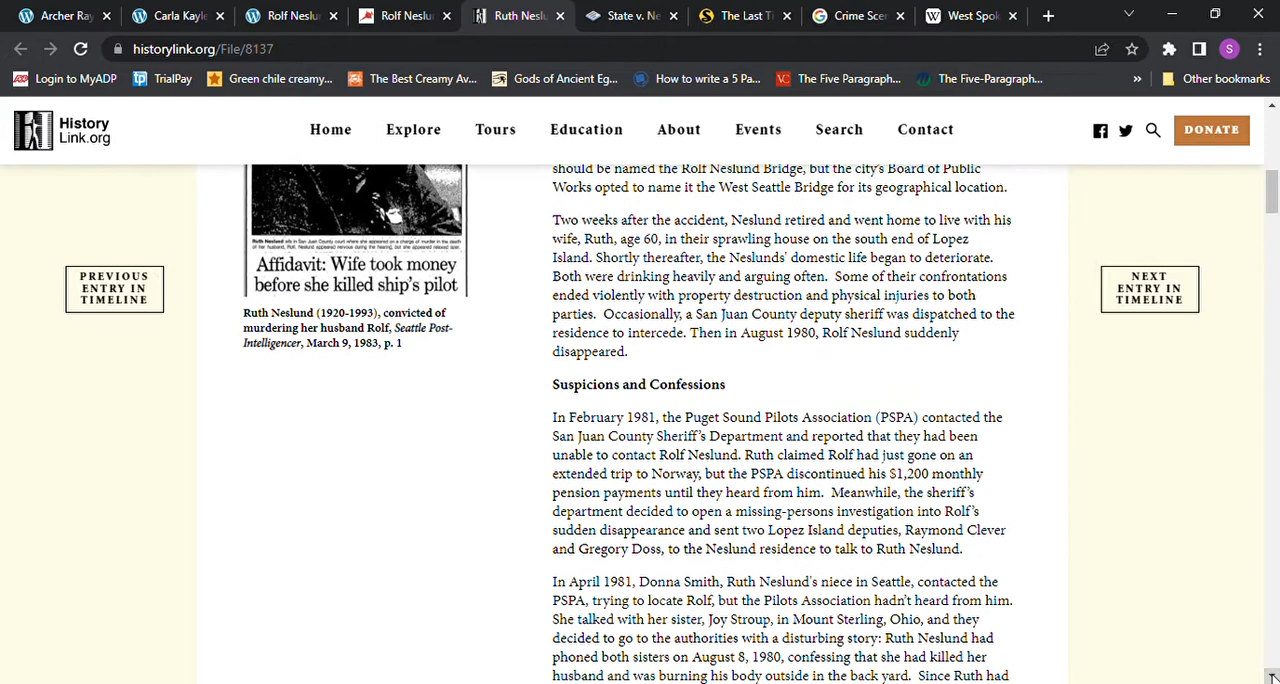 Archer Ray
Carla Kayle
Rolf Neslun
Rolf Neslu
Ruth Neslu
State v. Ne
The Last Ti
Crime Scen
West Spok
historylink.org/File/8137
S
Login to MyADP
TrialPay
Green chile creamy...
The Best Creamy Av...
Gods of Ancient Eg...
How to write a 5 Pa...
VC
The Five Paragraph...
The Five-Paragraph...
»
Other bookmarks
History
Link.org
Home
Explore
Tours
Education
About
Events
Search
Contact
DONATE
PREVIOUS
ENTRY IN
TIMELINE
Affidavit: Wife took money
before she killed ship's pilot
Ruth Neslund (1920-1993), convicted of
murdering her husband Rolf, Seattle Post-
Intelligencer, March 9, 1983, p. 1
should be named the Rolf Neslund Bridge, but the city's Board of Public
Works opted to name it the West Seattle Bridge for its geographical location.
Two weeks after the accident, Neslund retired and went home to live with his
wife, Ruth, age 60, in their sprawling house on the south end of Lopez
Island. Shortly thereafter, the Neslunds' domestic life began to deteriorate.
Both were drinking heavily and arguing often. Some of their confrontations
ended violently with property destruction and physical injuries to both
parties. Occasionally, a San Juan County deputy sheriff was dispatched to the
residence to intercede. Then in August 1980, Rolf Neslund suddenly
disappeared.
Suspicions and Confessions
In February 1981, the Puget Sound Pilots Association (PSPA) contacted the
San Juan County Sheriff's Department and reported that they had been
unable to contact Rolf Neslund. Ruth claimed Rolf had just gone on an
extended trip to Norway, but the PSPA discontinued his $1,200 monthly
pension payments until they heard from him. Meanwhile, the sheriff's
department decided to open a missing-persons investigation into Rolf's
sudden disappearance and sent two Lopez Island deputies, Raymond Clever
and Gregory Doss, to the Neslund residence to talk to Ruth Neslund.
In April 1981, Donna Smith, Ruth Neslund's niece in Seattle, contacted the
PSPA, trying to locate Rolf, but the Pilots Association hadn't heard from him.
She talked with her sister, Joy Stroup, in Mount Sterling, Ohio, and they
decided to go to the authorities with a disturbing story: Ruth Neslund had
phoned both sisters on August 8, 1980, confessing that she had killed her
husband and was burning his body outside in the back yard. Since Ruth had
NEXT
ENTRY IN
TIMELINE